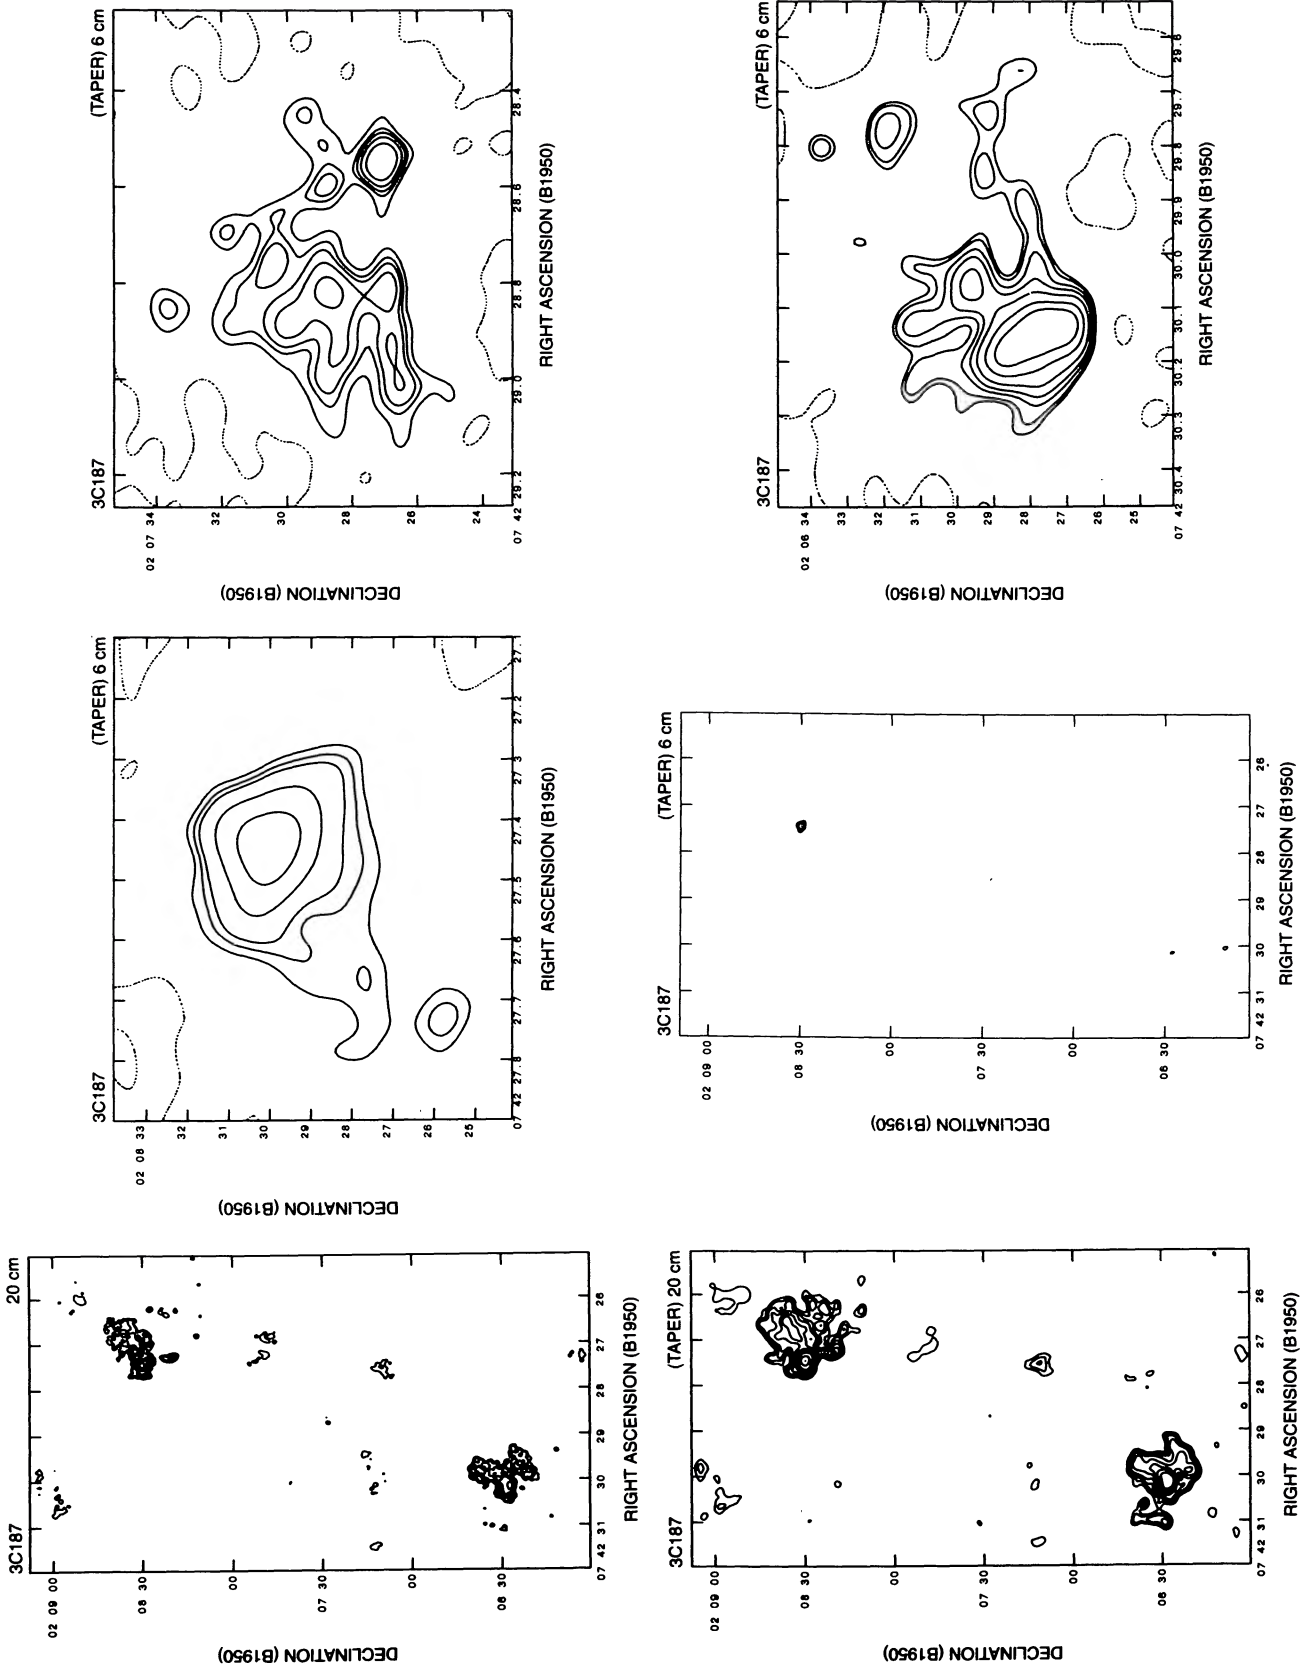 3C187
(TAPER) 6 cm
02 07 34
32
30
28
26
24
DECLINATION (B1950)
07 42 29.2
29.0
28.8
28.6
28.4
RIGHT ASCENSION (B1950)
3C187
(TAPER) 6 cm
02 06 34
33
32
31
30
29
28
27
26
25
DECLINATION (B1950)
07 42 30.4
30.3
30.2
30.1
30.0
29.9
29.8
29.7
29.6
RIGHT ASCENSION (B1950)
3C187
(TAPER) 6 cm
02 08 33
32
31
30
29
28
27
26
25
DECLINATION (B1950)
07 42 27.8
27.7
27.6
27.5
27.4
27.3
27.2
27.
RIGHT ASCENSION (B1950)
3C187
(TAPER) 6 cm
02 09 00
08 30
00
07 30
00
06 30
DECLINATION (B1950)
07 42 31
30
29
28
27
26
RIGHT ASCENSION (B1950)
3C187
20 cm
02 09 00
08 30
00
07 30
00
06 30
DECLINATION (B1950)
07 42 31
30
29
28
27
26
RIGHT ASCENSION (B1950)
3C187
(TAPER) 20 cm
02 09 00
08 30
00
07 30
00
06 30
DECLINATION (B1950)
07 42 31
30
29
28
27
26
RIGHT ASCENSION (B1950)